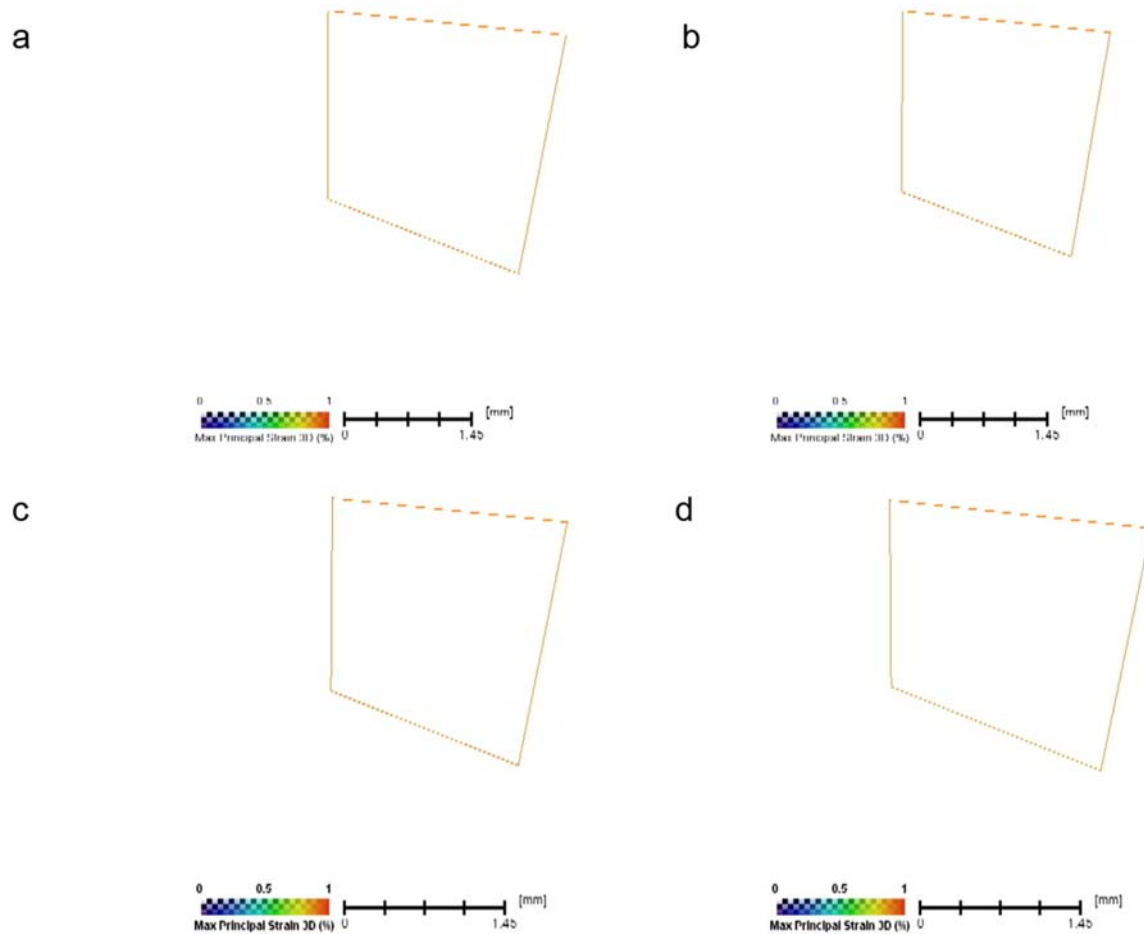 a
b
0 0.5 1
Max Principal Strain 3D (%)
0 1.45
[mm]
0 0.5 1
Max Principal Strain 3D (%)
0 1.45
[mm]
c
d
0 0.5 1
Max Principal Strain 3D (%)
0 1.45
[mm]
0 0.5 1
Max Principal Strain 3D (%)
0 1.45
[mm]